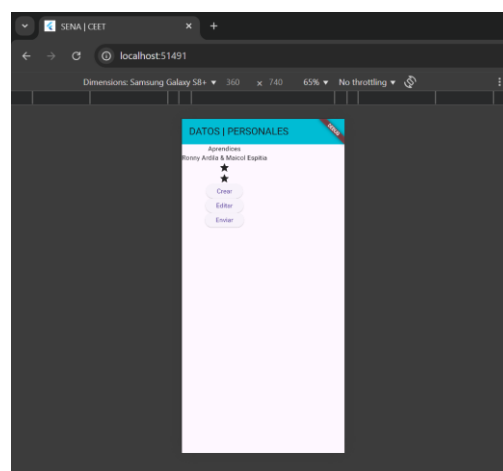 SENA | CEET
localhost:51491
Dimensions: Samsung Galaxy S8+ ▼ 360 x 740 65% ▼ No throttling ▼
DATOS | PERSONALES
DEBUG
Aprendices
Ronny Ardila & Maicol Espitia
Crear
Editar
Enviar